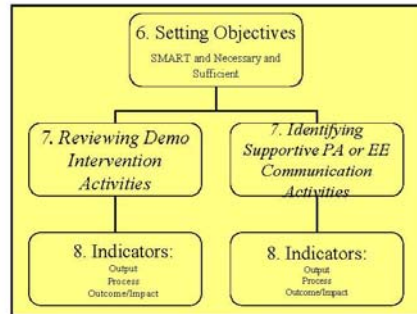 6. Setting Objectives
SMART and Necessary and
Sufficient
7. Reviewing Demo
Intervention
Activities
7. Identifying
Supportive PA or EE
Communication
Activities
8. Indicators:
Output
Process
Outcome/Impact
8. Indicators:
Output
Process
Outcome/Impact